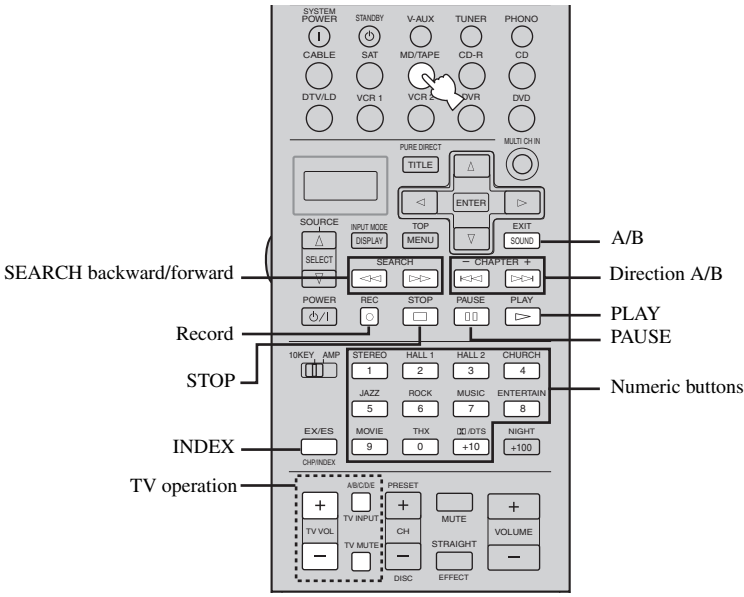 SYSTEM
POWER STANDBY V-AUX TUNER PHONO
CABLE SAT MD/TAPE CD-R CD
DTV/LD VCR 1 VCR 2 DVR DVD
PURE DIRECT MULTI CH IN
TITLE
ENTER
SOURCE INPUT MODE TOP EXIT
DISPLAY MENU SOUND A/B
SELECT
SEARCH backward/forward SEARCH – CHAPTER + Direction A/B
POWER REC STOP PAUSE PLAY
PLAY
Record
PAUSE
10KEY AMP STEREO HALL 1 HALL 2 CHURCH
1 2 3 4
STOP
Numeric buttons
JAZZ ROCK MUSIC ENTERTAIN
5 6 7 8
EX/ES MOVIE THX /DTS NIGHT
INDEX 9 0 +10 +100
CHP/INDEX
TV operation A/B/C/D/E PRESET
+ + +
TV INPUT MUTE
TV VOL CH VOLUME
TV MUTE STRAIGHT
– – –
DISC EFFECT